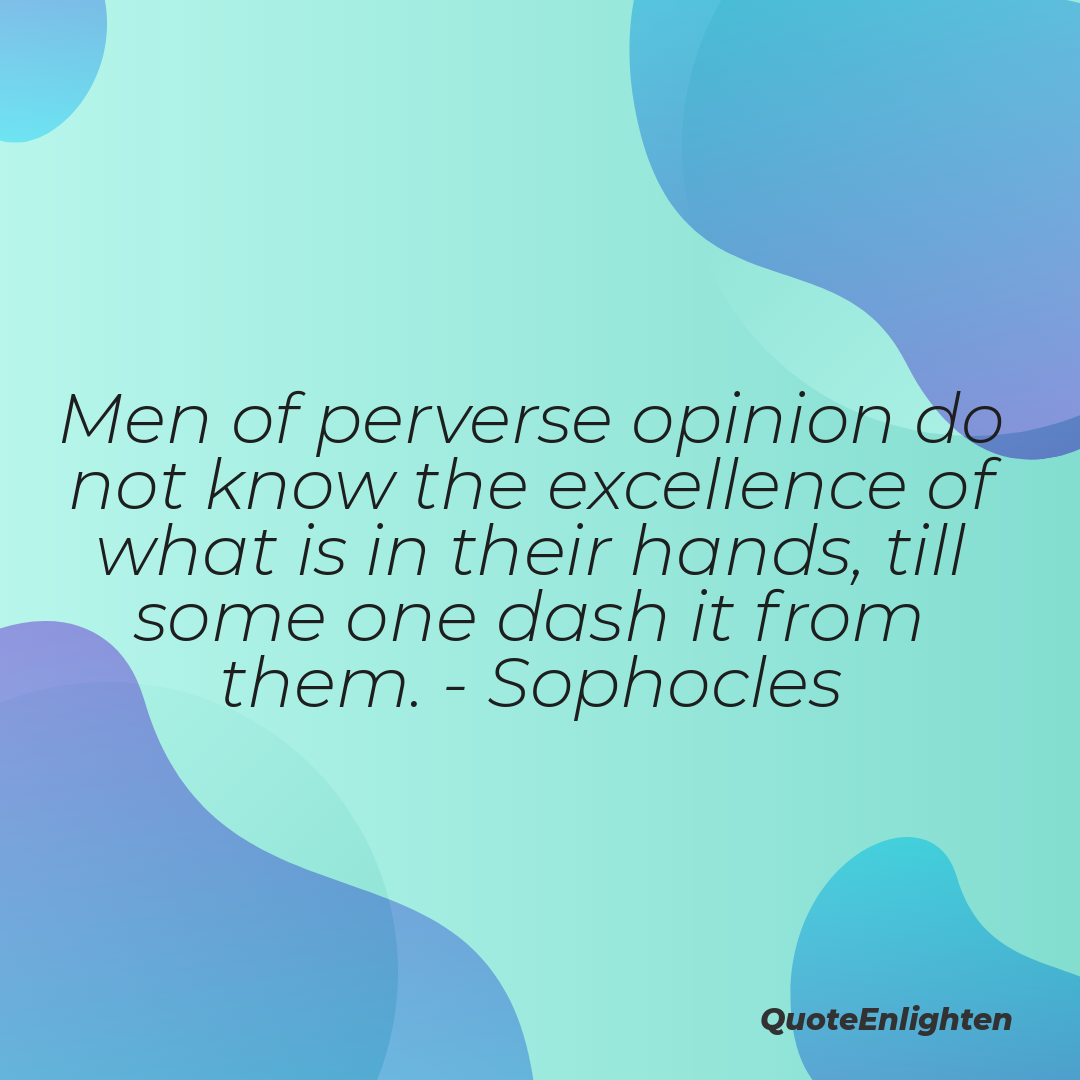 Men of perverse opinion do
not know the excellence of
what is in their hands, till
some one dash it from
them. - Sophocles
QuoteEnlighten